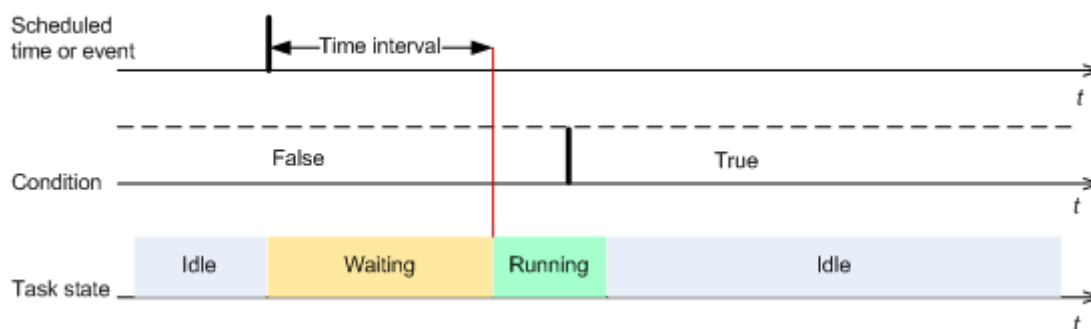 Scheduled
time or event
Time interval
t
False
True
Condition
t
Idle
Waiting
Running
Idle
Task state
t